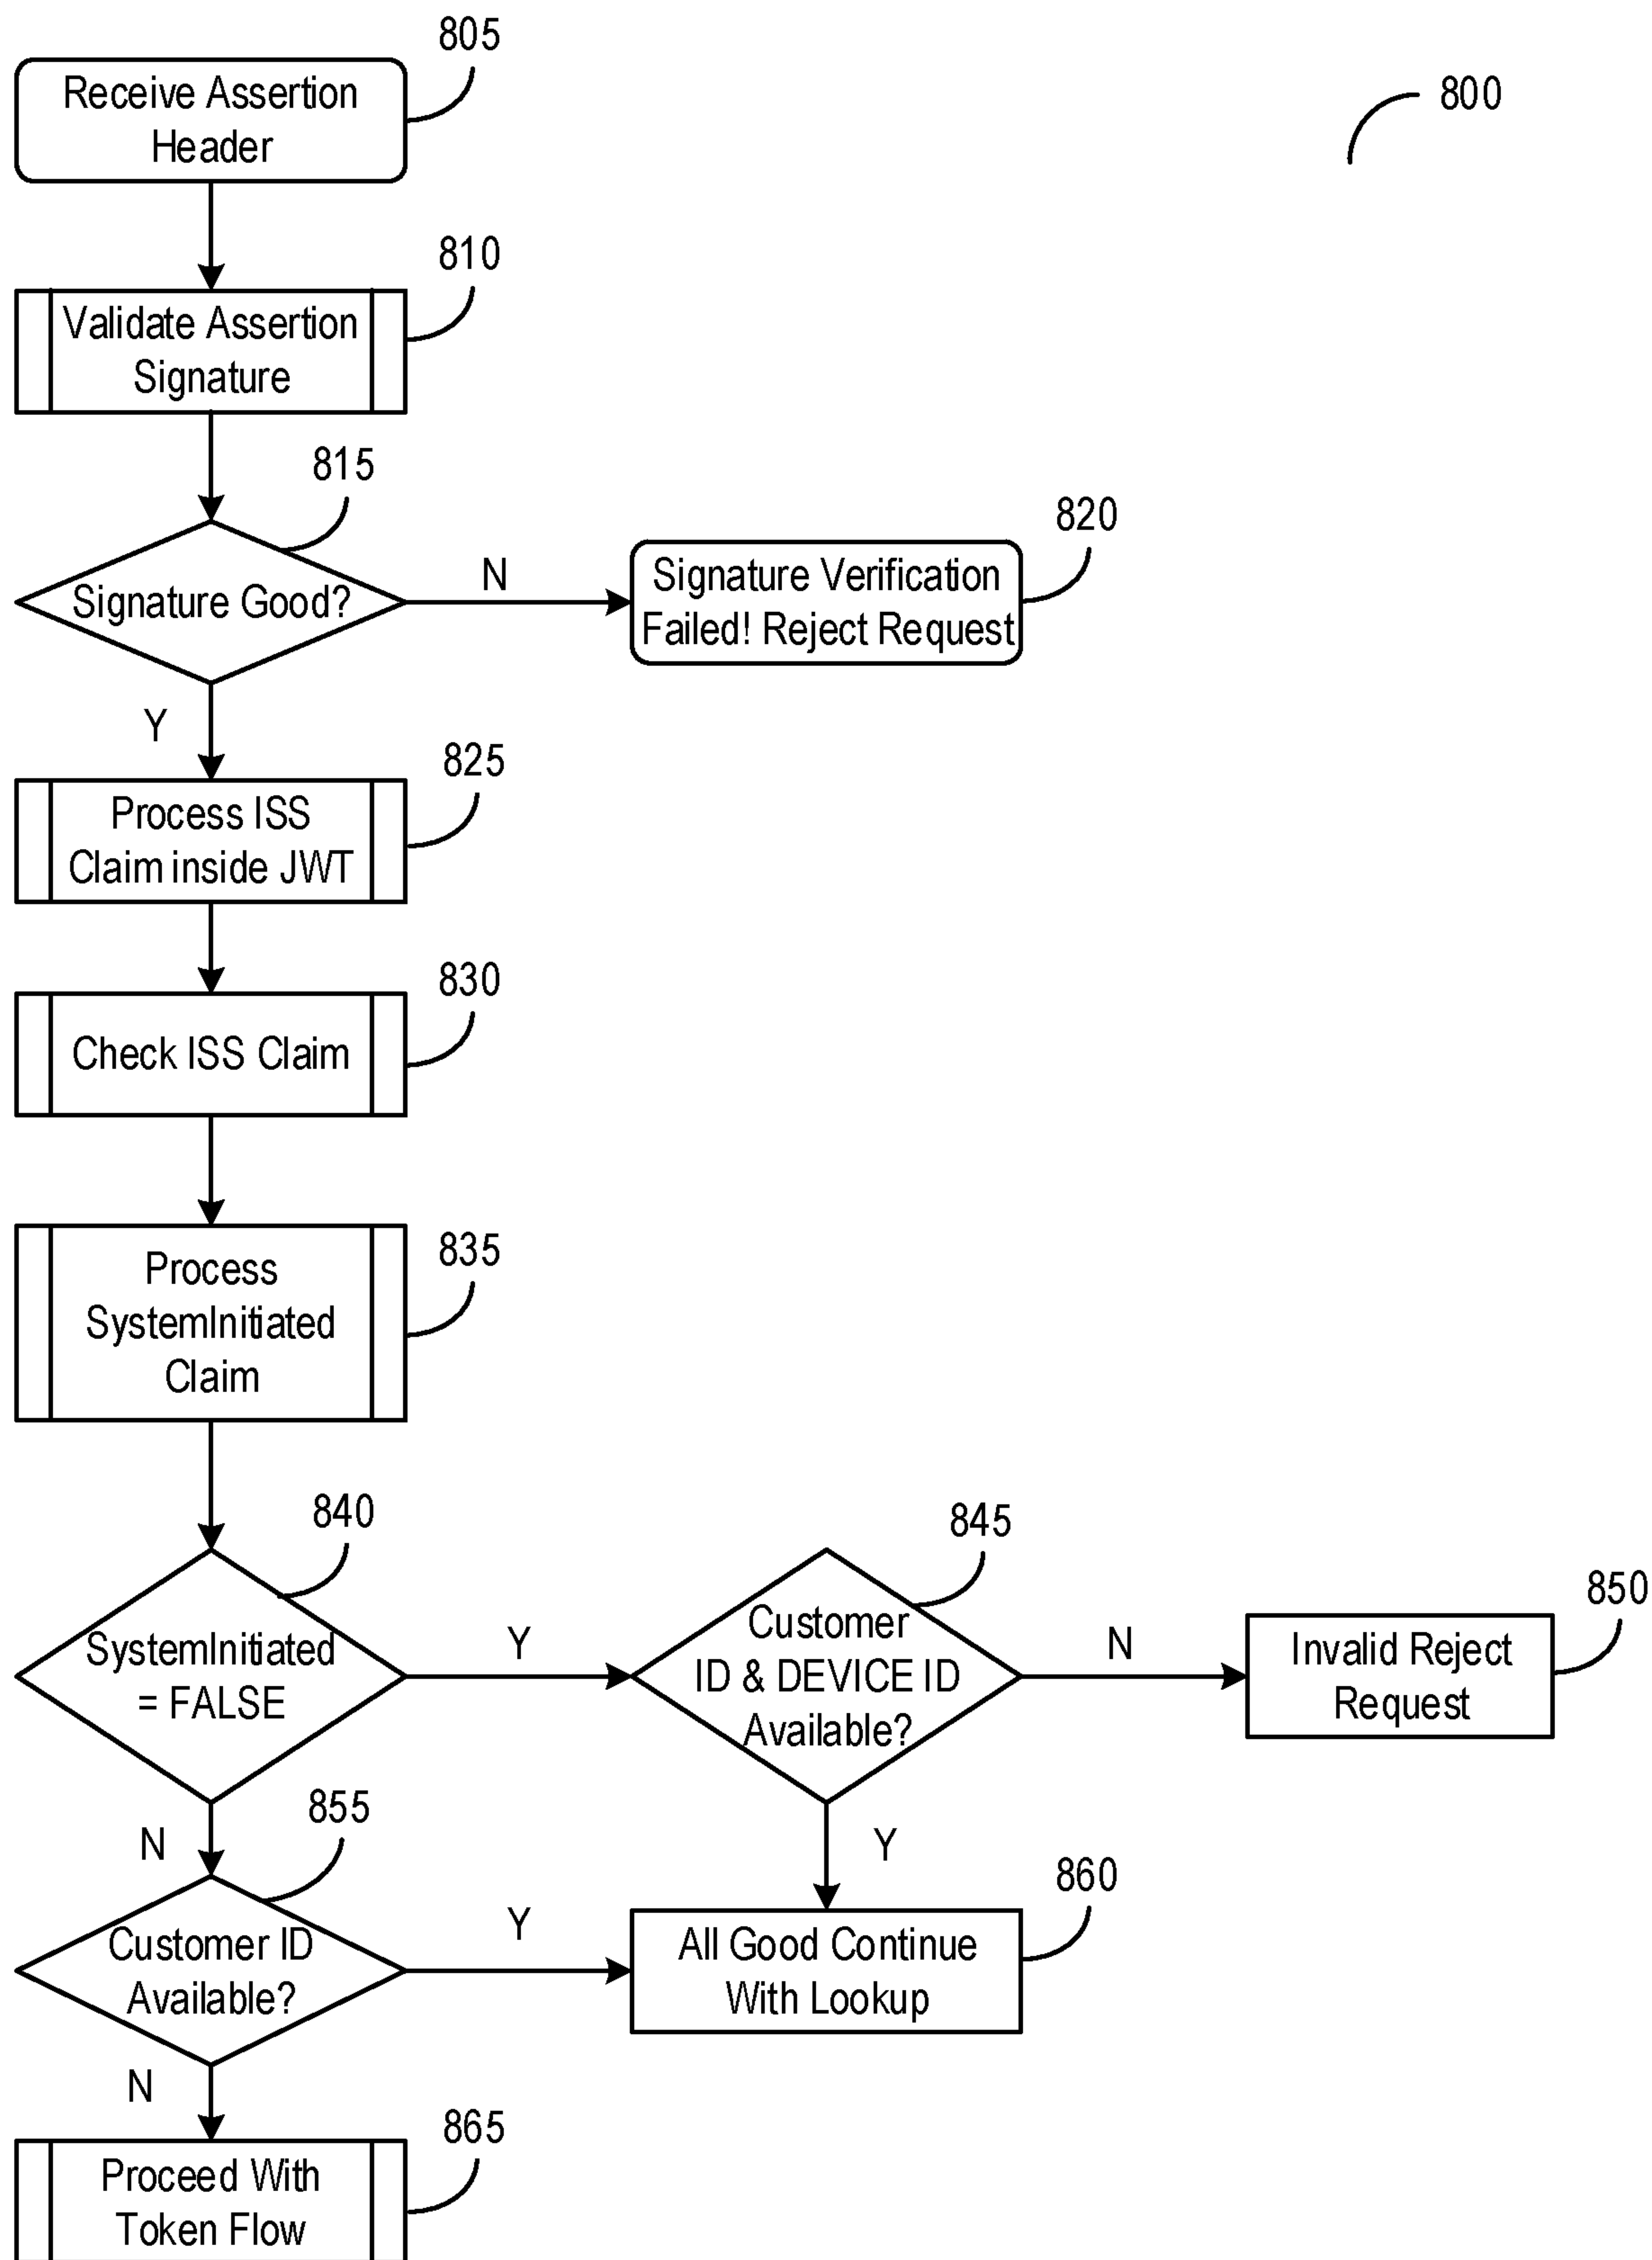 805
Receive Assertion
Header
800
810
Validate Assertion
Signature
815
Signature Good?
N
820
Signature Verification
Failed! Reject Request
Y
825
Process ISS
Claim inside JWT
830
Check ISS Claim
835
Process
SystemInitiated
Claim
840
SystemInitiated
= FALSE
Y
845
Customer
ID & DEVICE ID
Available?
N
850
Invalid Reject
Request
N
855
Customer ID
Available?
Y
Y
860
All Good Continue
With Lookup
N
865
Proceed With
Token Flow